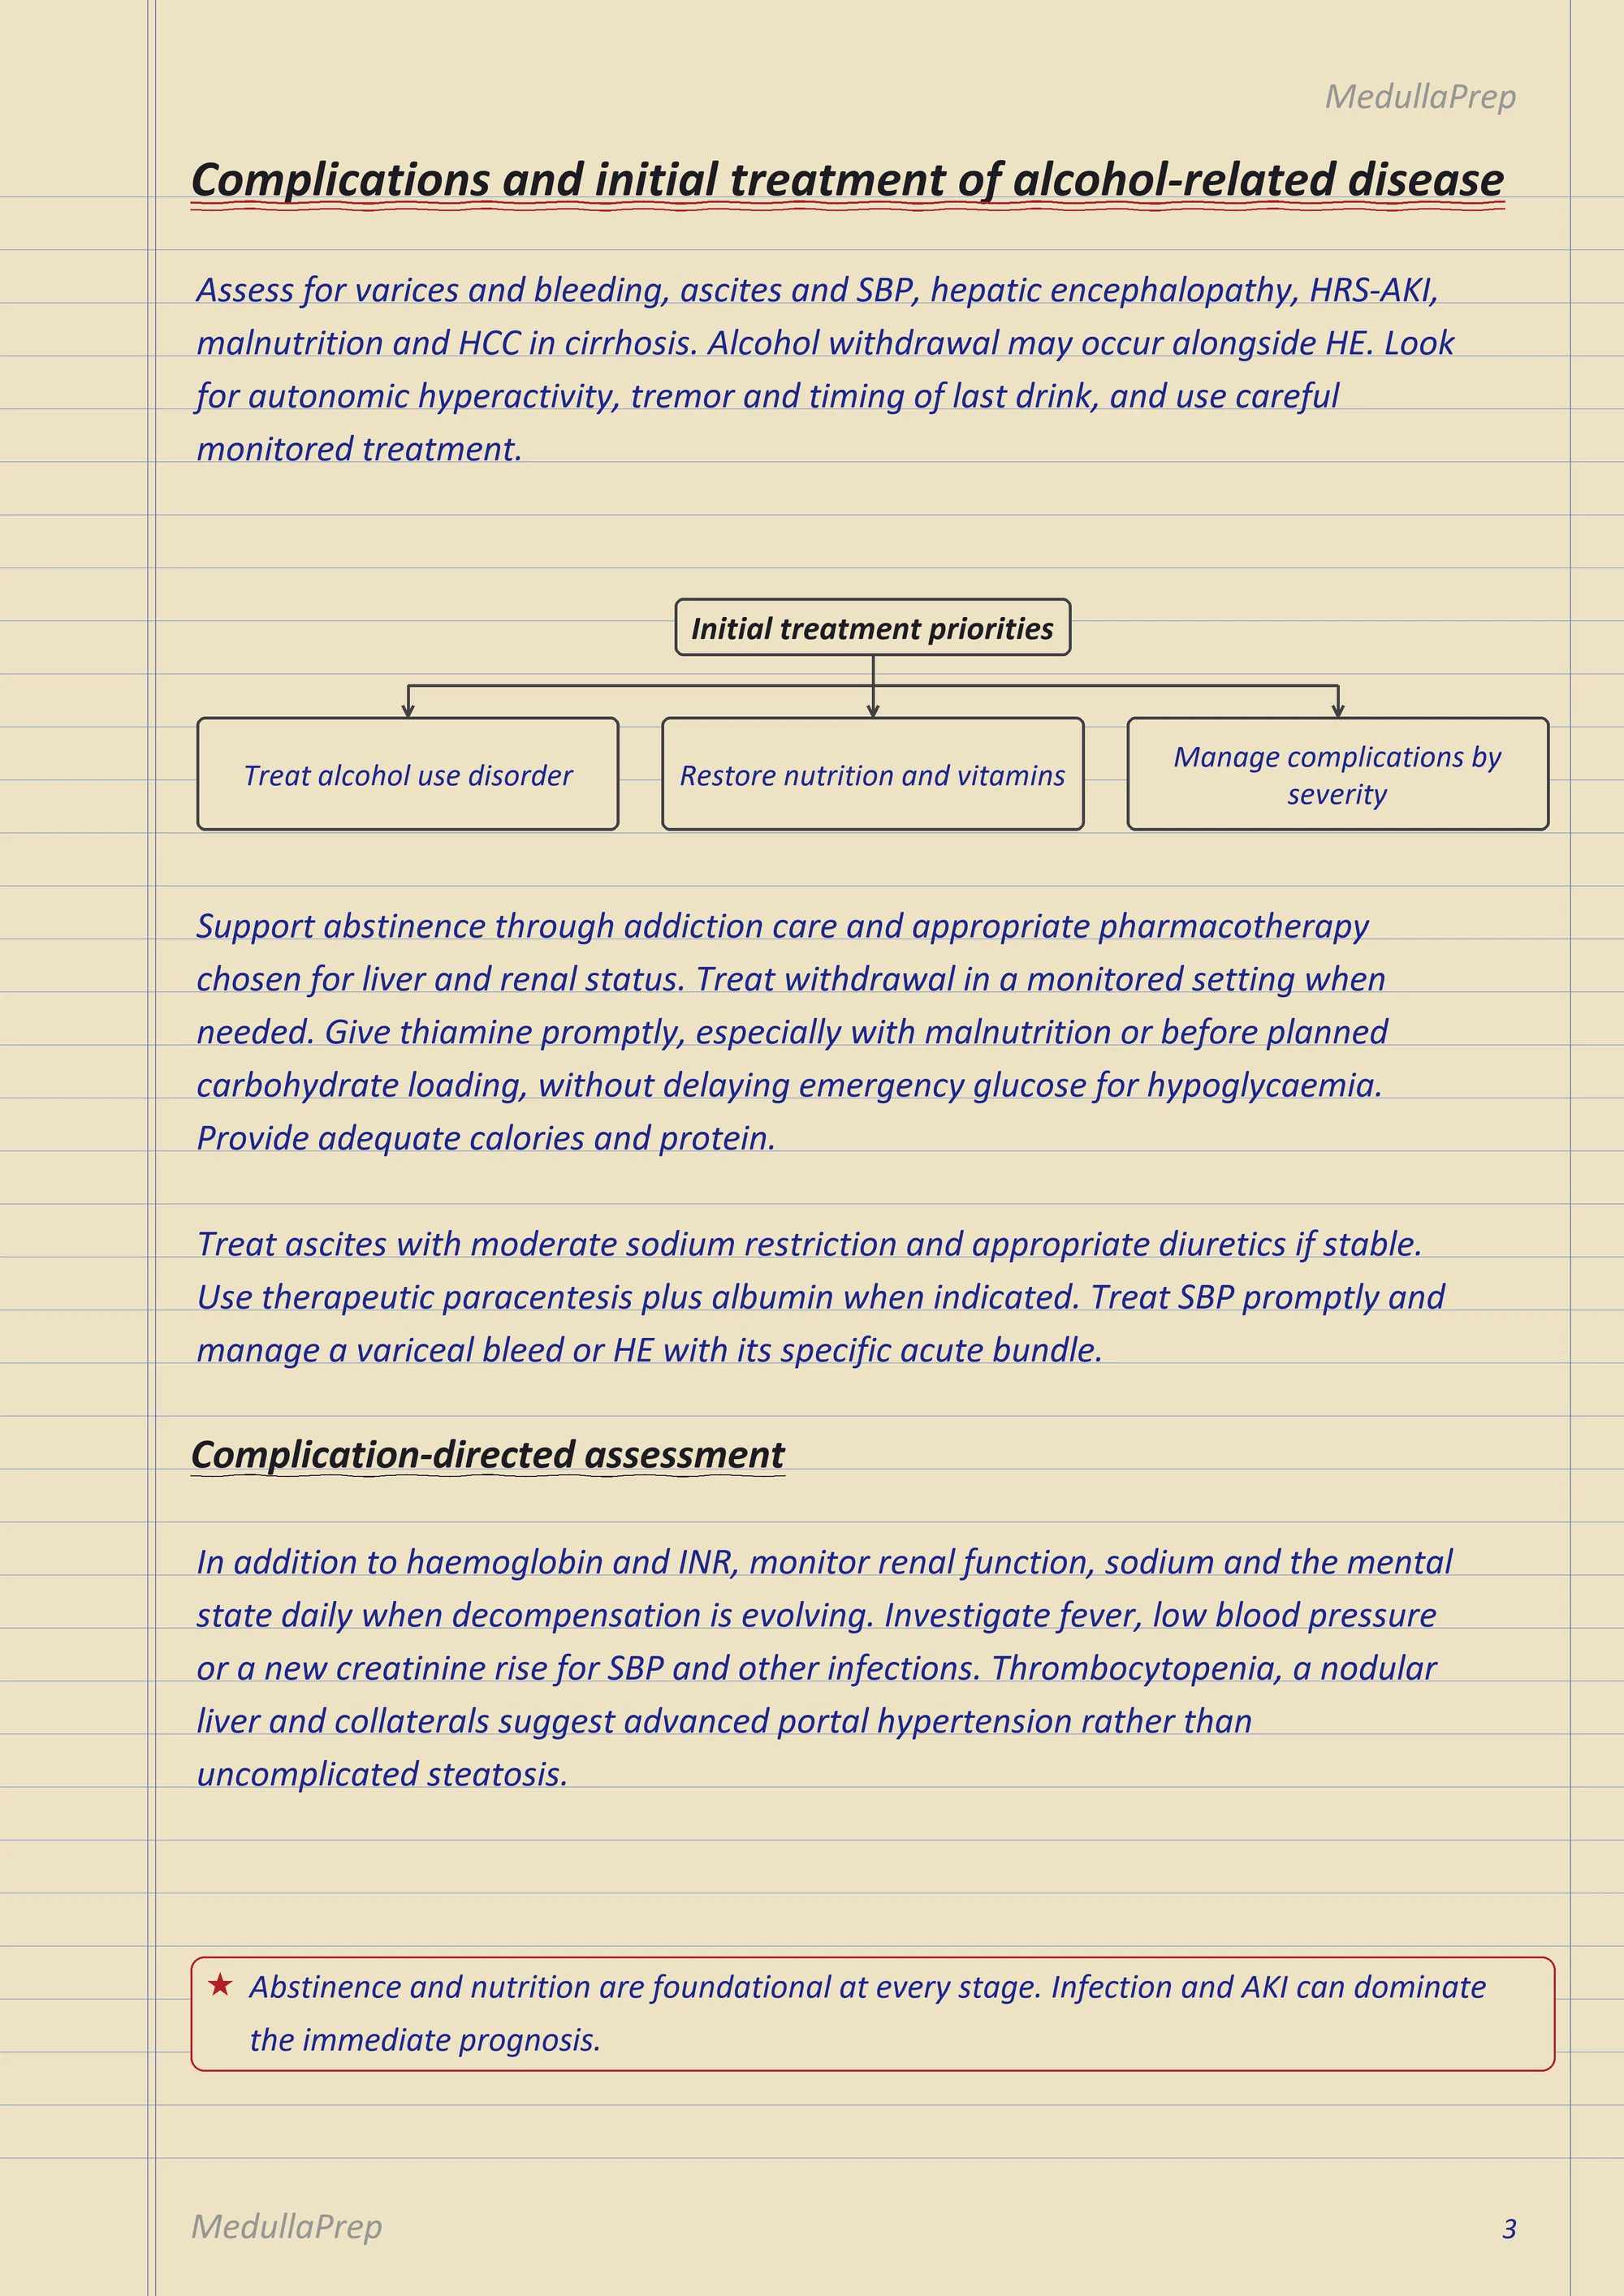 MedullaPrep
Complications and initial treatment of alcohol-related disease
Assess for varices and bleeding, ascites and SBP, hepatic encephalopathy, HRS-AKI,
malnutrition and HCC in cirrhosis. Alcohol withdrawal may occur alongside HE. Look
for autonomic hyperactivity, tremor and timing of last drink, and use careful
monitored treatment.
Initial treatment priorities
Treat alcohol use disorder
Restore nutrition and vitamins
Manage complications by
severity
Support abstinence through addiction care and appropriate pharmacotherapy
chosen for liver and renal status. Treat withdrawal in a monitored setting when
needed. Give thiamine promptly, especially with malnutrition or before planned
carbohydrate loading, without delaying emergency glucose for hypoglycaemia.
Provide adequate calories and protein.
Treat ascites with moderate sodium restriction and appropriate diuretics if stable.
Use therapeutic paracentesis plus albumin when indicated. Treat SBP promptly and
manage a variceal bleed or HE with its specific acute bundle.
Complication-directed assessment
In addition to haemoglobin and INR, monitor renal function, sodium and the mental
state daily when decompensation is evolving. Investigate fever, low blood pressure
or a new creatinine rise for SBP and other infections. Thrombocytopenia, a nodular
liver and collaterals suggest advanced portal hypertension rather than
uncomplicated steatosis.
★ Abstinence and nutrition are foundational at every stage. Infection and AKI can dominate
the immediate prognosis.
MedullaPrep
3